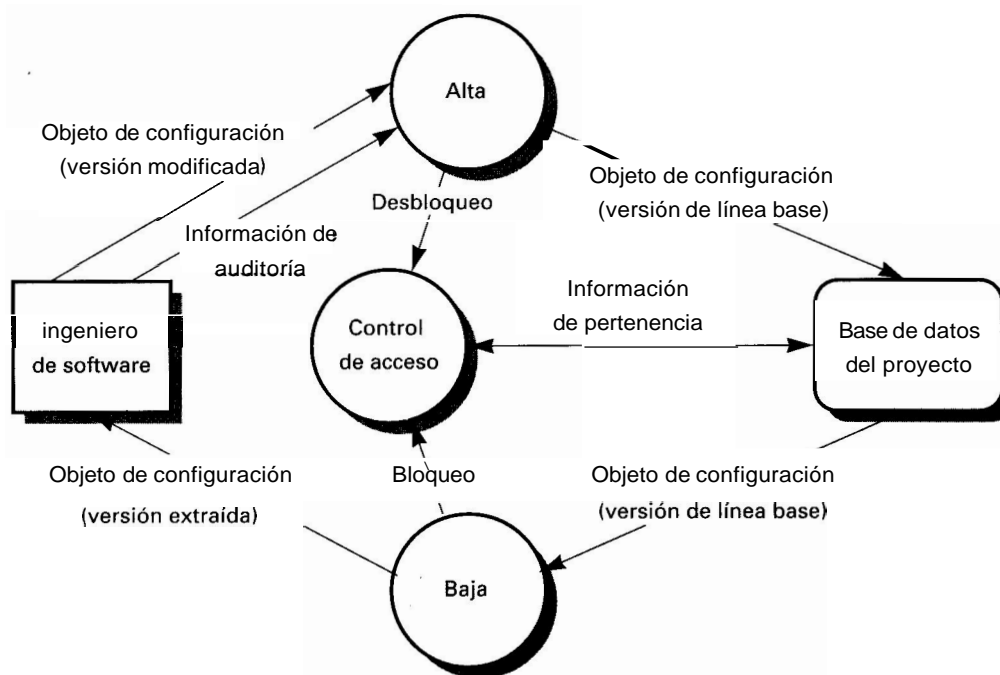 Alta
Objeto de configuración
(versión modificada)
Objeto de configuración
(versión de línea base)
Desbloqueo
Información de
auditoría
Información
de pertenencia
ingeniero
de software
Control
de acceso
Base de datos
del proyecto
Objeto de configuración
(versión extraída)
Bloqueo
Objeto de configuración
(versión de línea base)
Baja